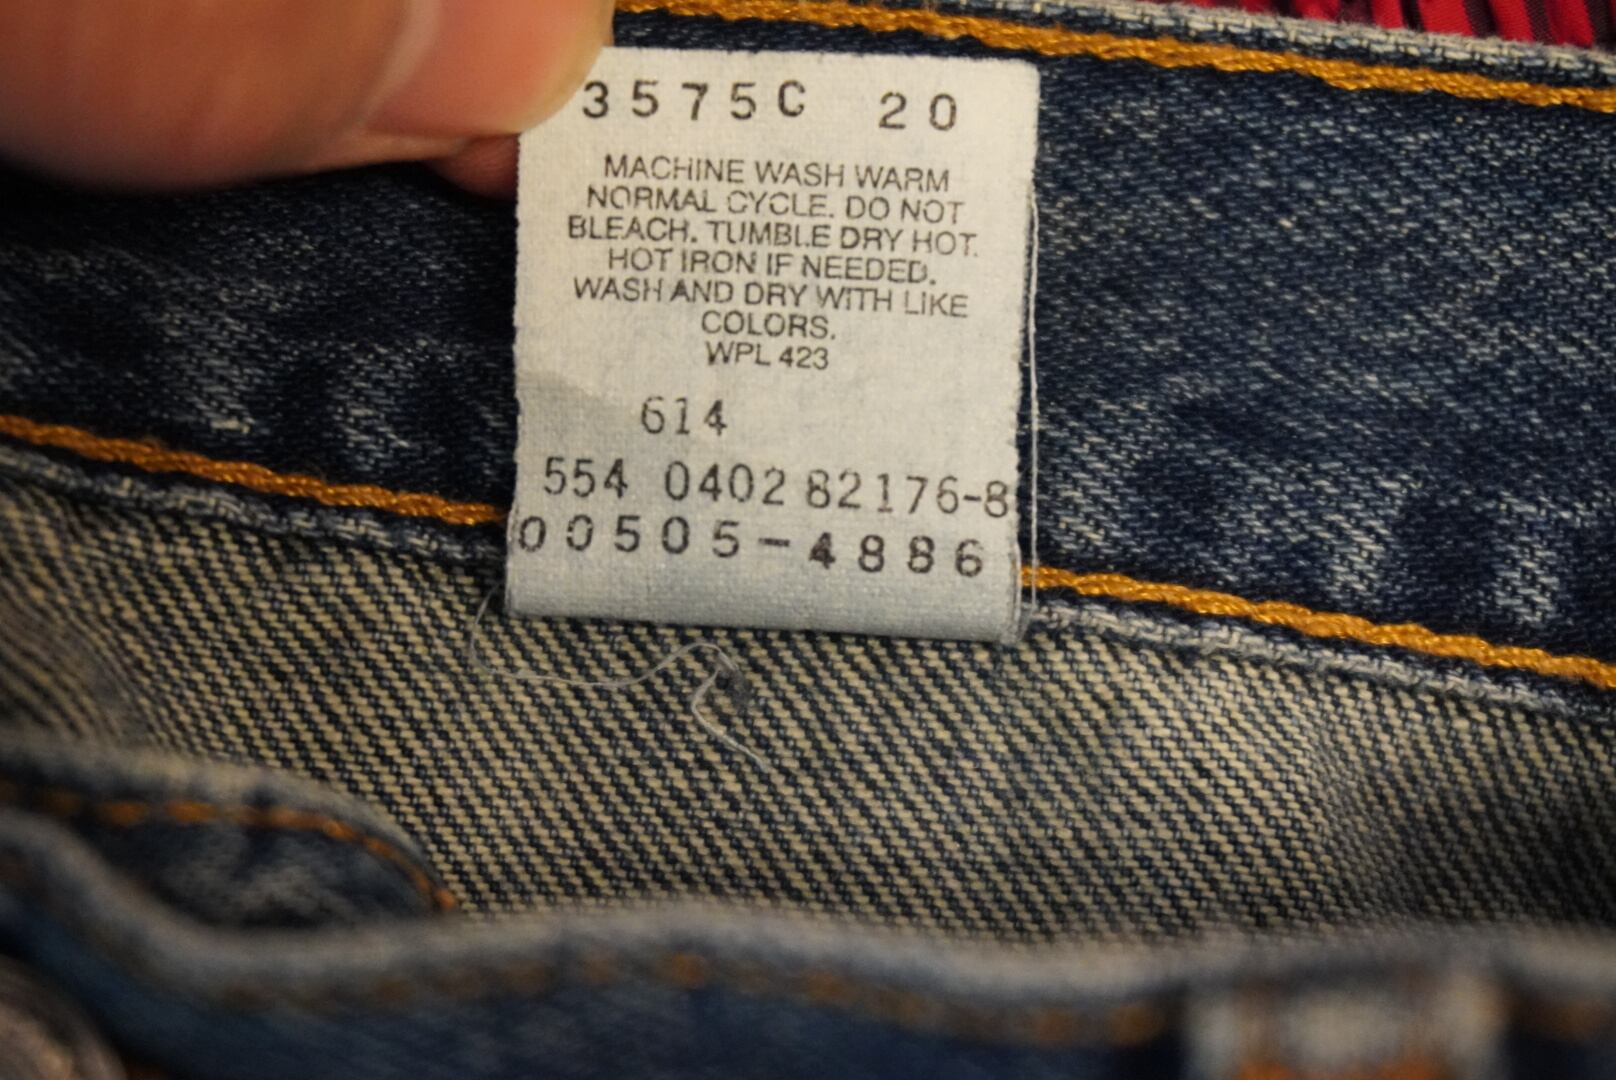 3575C 20
MACHINE WASH WARM
NORMAL CYCLE. DO NOT
BLEACH. TUMBLE DRY HOT.
HOT IRON IF NEEDED.
WASH AND DRY WITH LIKE
COLORS.
WPL 423
614
554 0402 82176-8
00505-4886